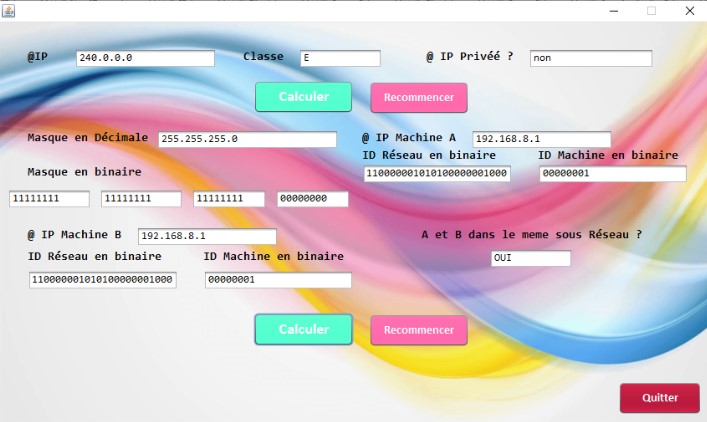 @IP 240.0.0.0 Classe E @ IP Privéé ? non
Calculer Recommencer
Masque en Décimale 255.255.255.0 @ IP Machine A 192.168.8.1
ID Réseau en binaire ID Machine en binaire
Masque en binaire 110000001010100000001000 00000001
11111111 11111111 11111111 00000000
@ IP Machine B 192.168.8.1 A et B dans le meme sous Réseau ?
ID Réseau en binaire ID Machine en binaire OUI
110000001010100000001000 00000001
Calculer Recommencer
Quitter